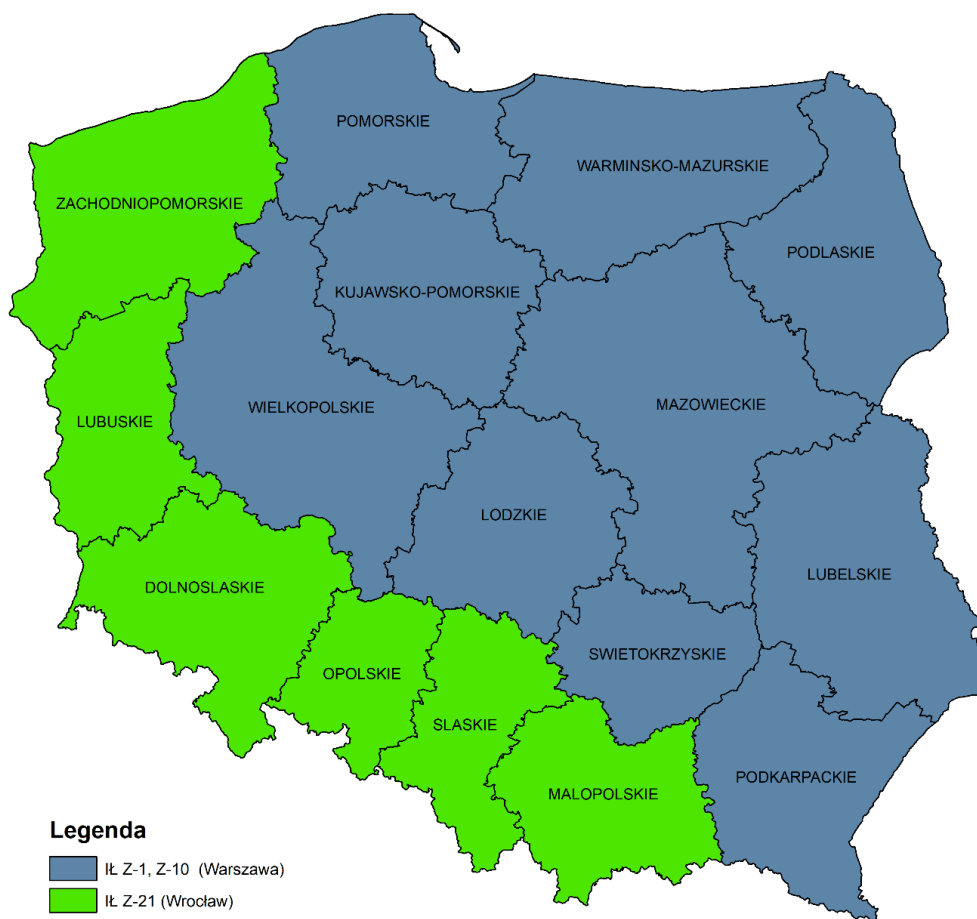 POMORSKIE
WARMINSKO-MAZURSKIE
ZACHODNIOPOMORSKIE
PODLASKIE
KUJAWSKO-POMORSKIE
MAZOWIECKIE
WIELKOPOLSKIE
LUBUSKIE
LODZKIE
LUBELSKIE
DOLNOSLASKIE
SWIETOKRZYSKIE
OPOLSKIE
SLASKIE
PODKARPACKIE
MALOPOLSKIE
Legenda
IŁ Z-1, Z-10 (Warszawa)
IŁ Z-21 (Wrocław)